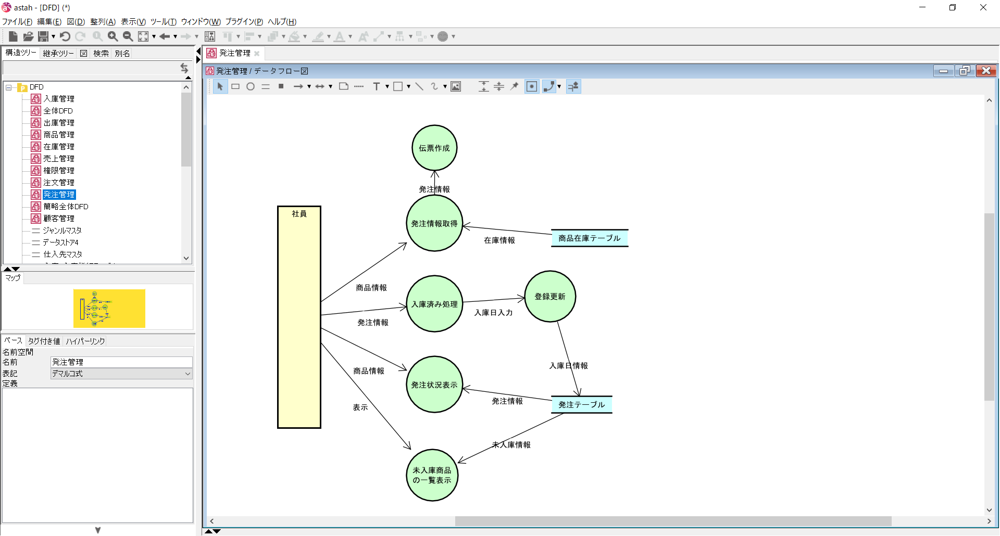 astah - [DFD] (*)
ファイル(F) 編集(E) 図(D) 整列(A) 表示(V) ツール(T) ウィンドウ(W) プラグイン(P) ヘルプ(H)
構造ツリー 継承ツリー 図 検索 別名
DFD
入庫管理
全体DFD
出庫管理
商品管理
在庫管理
売上管理
権限管理
注文管理
発注管理
簡略全体DFD
顧客管理
ジャンルマスタ
データストア4
仕入先マスタ
マップ
ベース タグ付き値 ハイパーリンク
名前空間
名前 発注管理
表記 デマルコ式
定義
発注管理
発注管理 / データフロー図
伝票作成
発注情報
社員
発注情報取得
在庫情報
商品在庫テーブル
商品情報
入庫済み処理
登録更新
入庫日入力
発注情報
入庫日情報
商品情報
発注状況表示
発注情報
発注テーブル
表示
未入庫情報
未入庫商品
の一覧表示